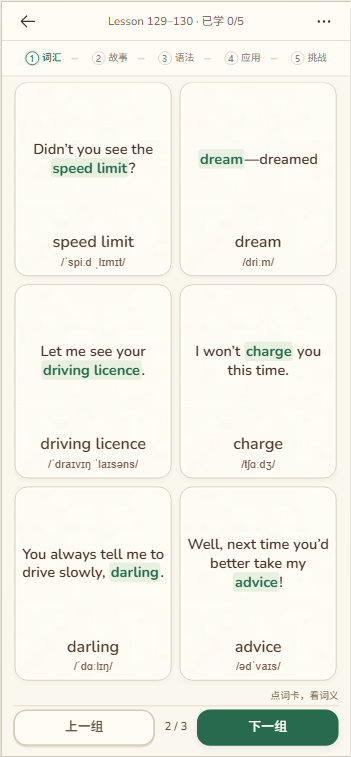 Lesson 129–130 · 已学 0/5
1 词汇 – 2 故事 – 3 语法 – 4 应用 – 5 挑战
Didn't you see the
speed limit?
speed limit
/ˈspiːd ˌlɪmɪt/
dream—dreamed
dream
/driːm/
Let me see your
driving licence.
driving licence
/ˈdraɪvɪŋ ˈlaɪsəns/
I won't charge you
this time.
charge
/tʃɑːdʒ/
You always tell me to
drive slowly, darling.
darling
/ˈdɑːlɪŋ/
Well, next time you'd
better take my
advice!
advice
/ədˈvaɪs/
点词卡，看词义
上一组
2 / 3
下一组